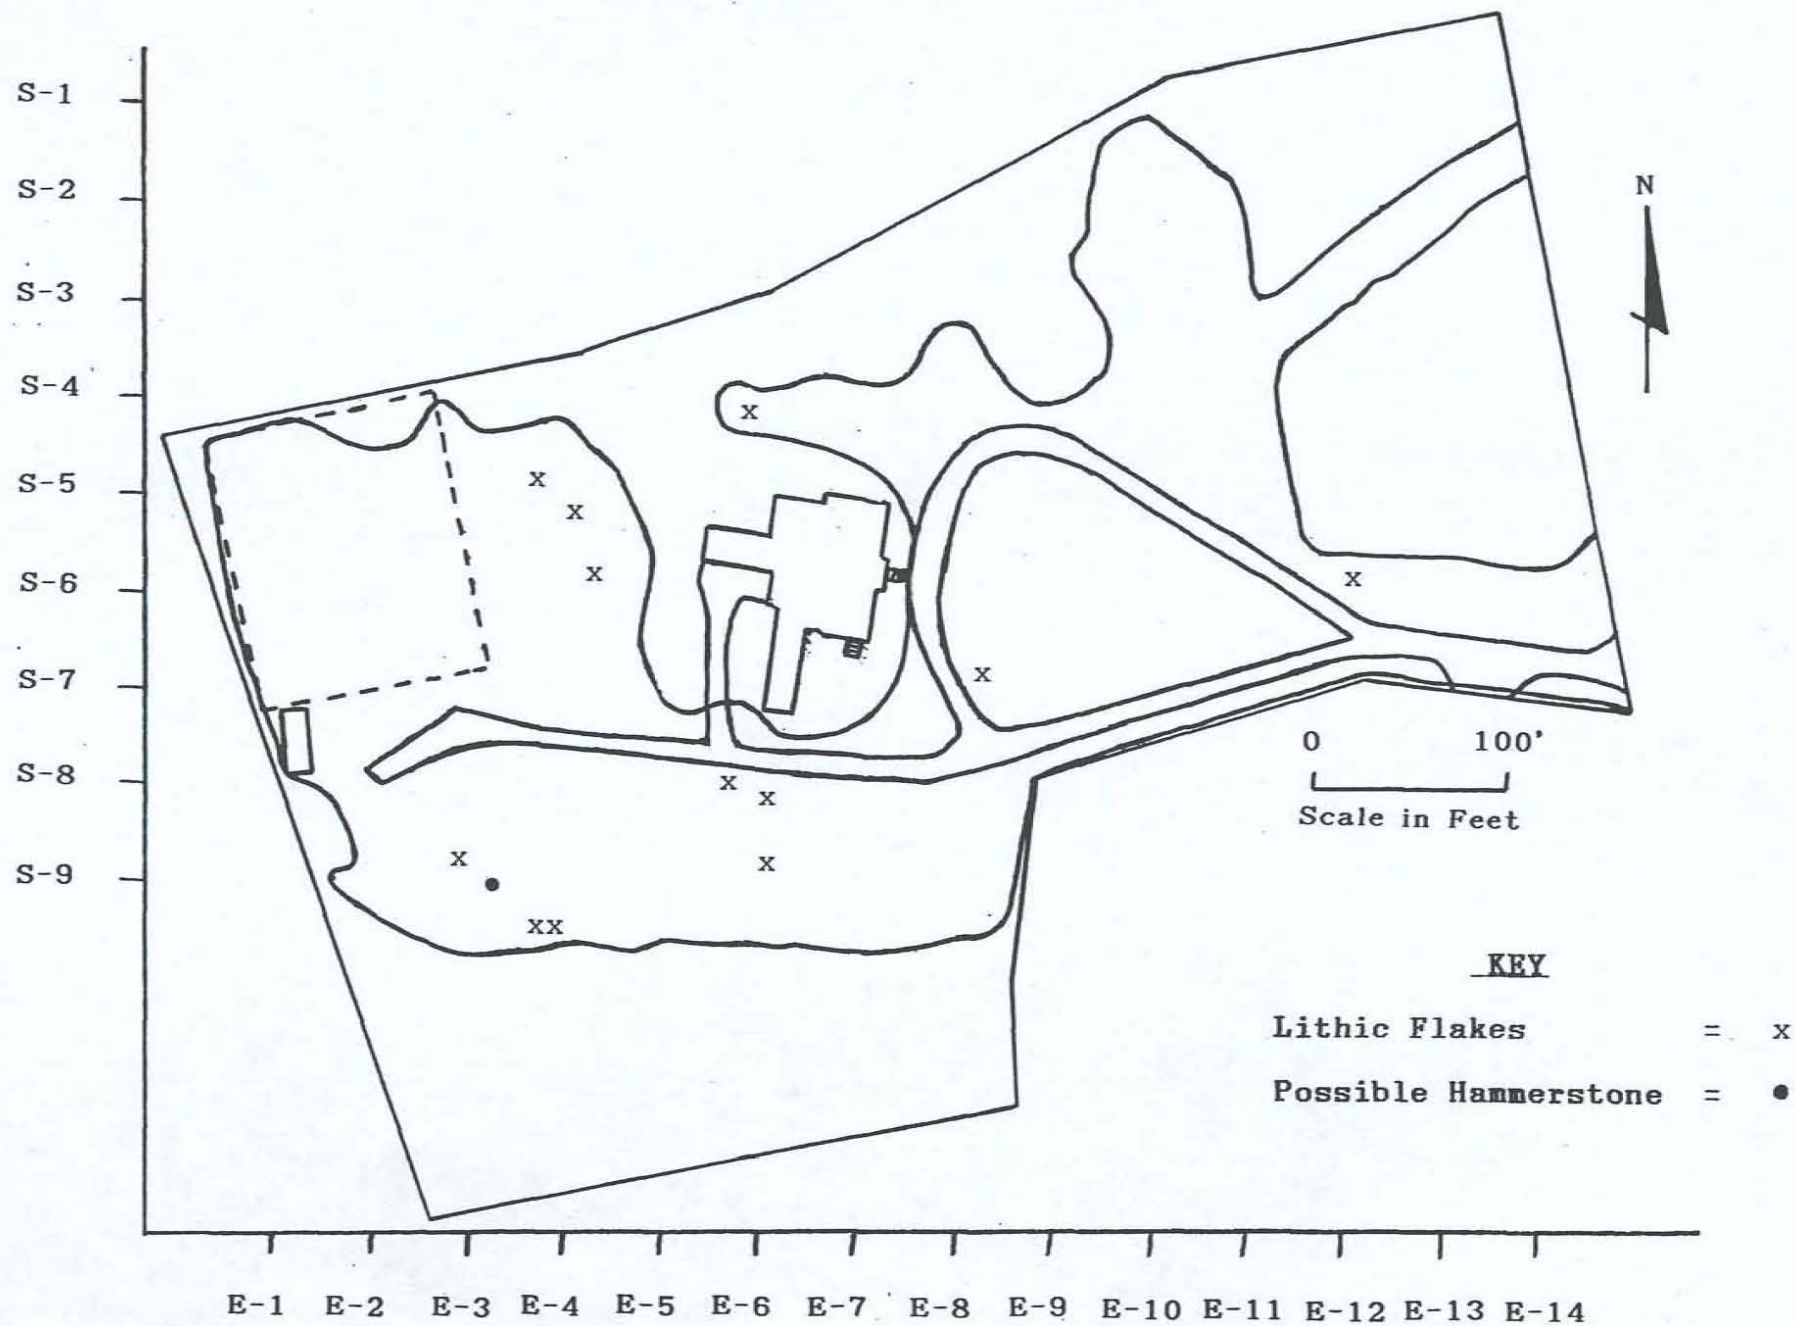 S-1
S-2
N
S-3
S-4
x
S-5
x
x
x
S-6
x
S-7
x
0 100'
S-8
x
x
Scale in Feet
x
x
S-9
xx
KEY
Lithic Flakes = x
Possible Hammerstone = ●
E-1 E-2 E-3 E-4 E-5 E-6 E-7 E-8 E-9 E-10 E-11 E-12 E-13 E-14